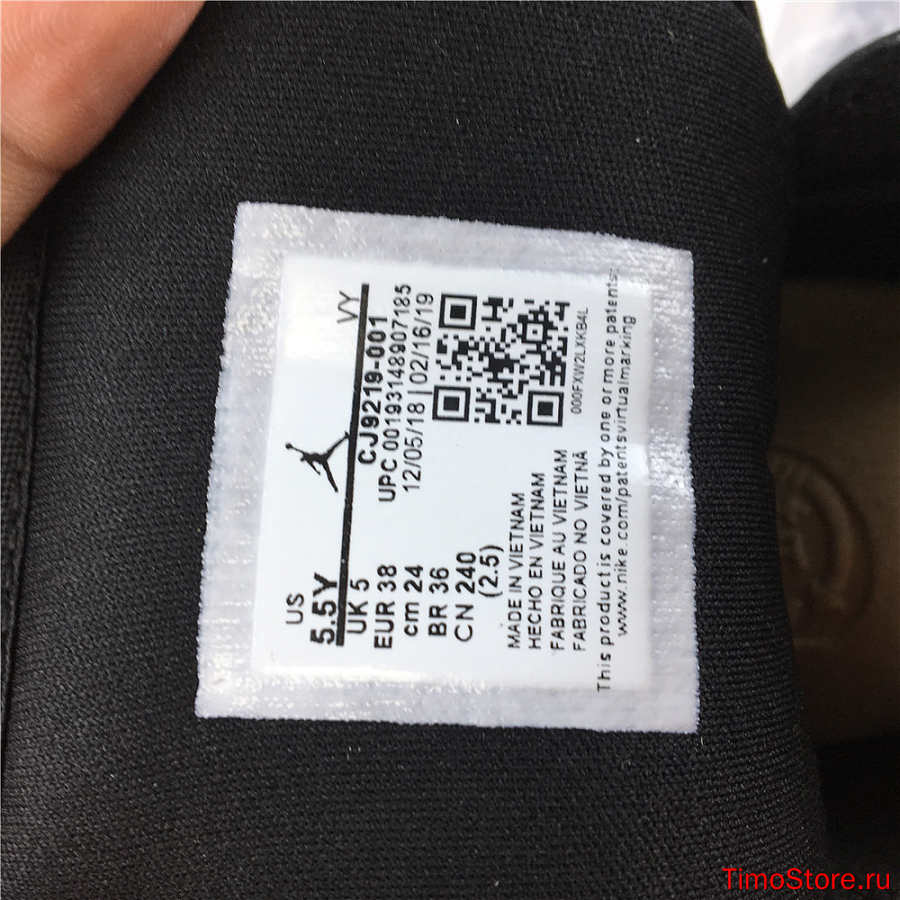 US VY
5.5Y
UK 5 CJ9219-001
EUR 38 UPC 00193148907185
cm 24 12/05/18 | 02/16/19
BR 36
CN 240
(2.5)
MADE IN VIETNAM
HECHO EN VIETNAM
FABRIQUE AU VIETNAM
FABRICADO NO VIETNÃ
000FXW2LXKB4L
This product is covered by one or more patents:
www.nike.com/patentsvirtualmarking
TimoStore.ru